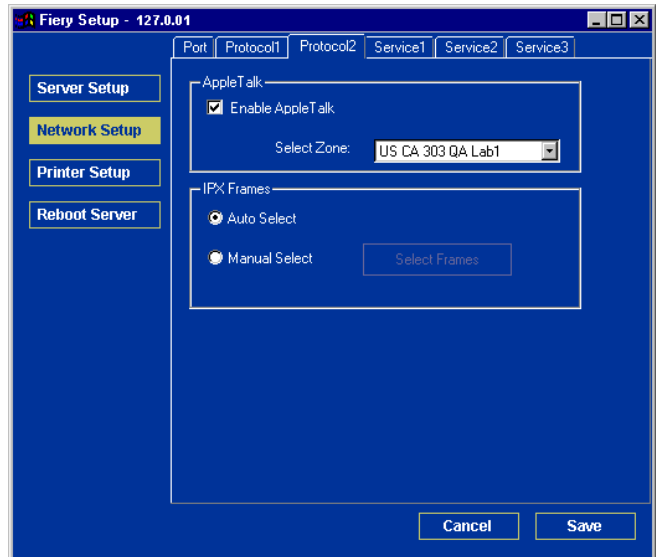 Fiery Setup - 127.0.01
Port Protocol1 Protocol2 Service1 Service2 Service3
Server Setup
Network Setup
Printer Setup
Reboot Server
AppleTalk
Enable AppleTalk
Select Zone: US CA 303 QA Lab1
IPX Frames
Auto Select
Manual Select Select Frames
Cancel Save